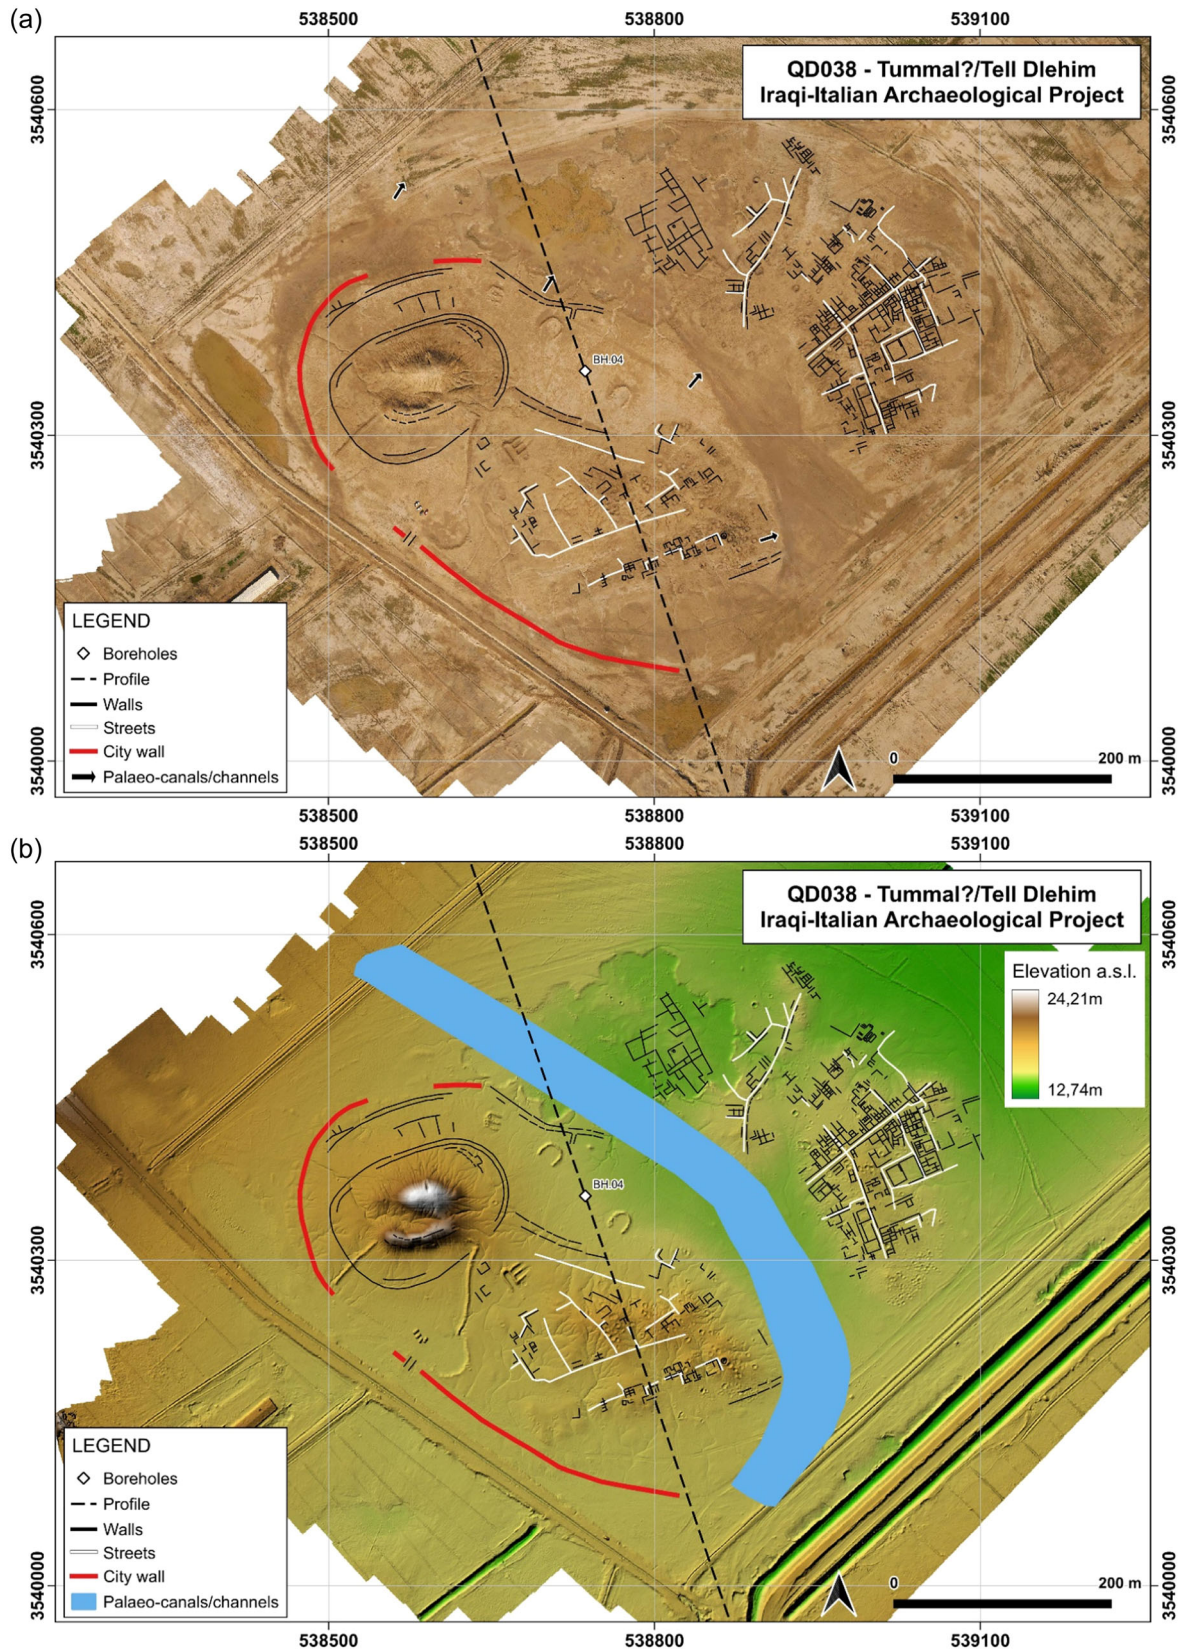 (a)
538500 538800 539100
QD038 - Tummal?/Tell Dlehim
Iraqi-Italian Archaeological Project
3540600
3540600
BH.04
3540300
3540300
LEGEND
Boreholes
Profile
Walls
Streets
City wall
Palaeo-canals/channels
0 200 m
3540000
3540000
538500 538800 539100
(b)
538500 538800 539100
QD038 - Tummal?/Tell Dlehim
Iraqi-Italian Archaeological Project
3540600
3540600
Elevation a.s.l.
24,21m
12,74m
BH.04
3540300
3540300
LEGEND
Boreholes
Profile
Walls
Streets
City wall
Palaeo-canals/channels
0 200 m
3540000
3540000
538500 538800 539100